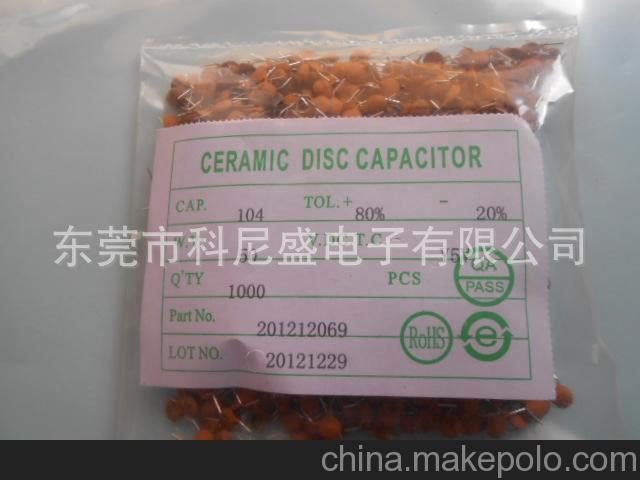 CERAMIC DISC CAPACITOR
CAP. 104 TOL.+ 80% - 20%
东莞市科尼盛电子有限公司
Q'TY 1000 PCS
QA
PASS
Part No. 201212069
RoHS
e
LOT NO. 20121229
china.makepolo.com